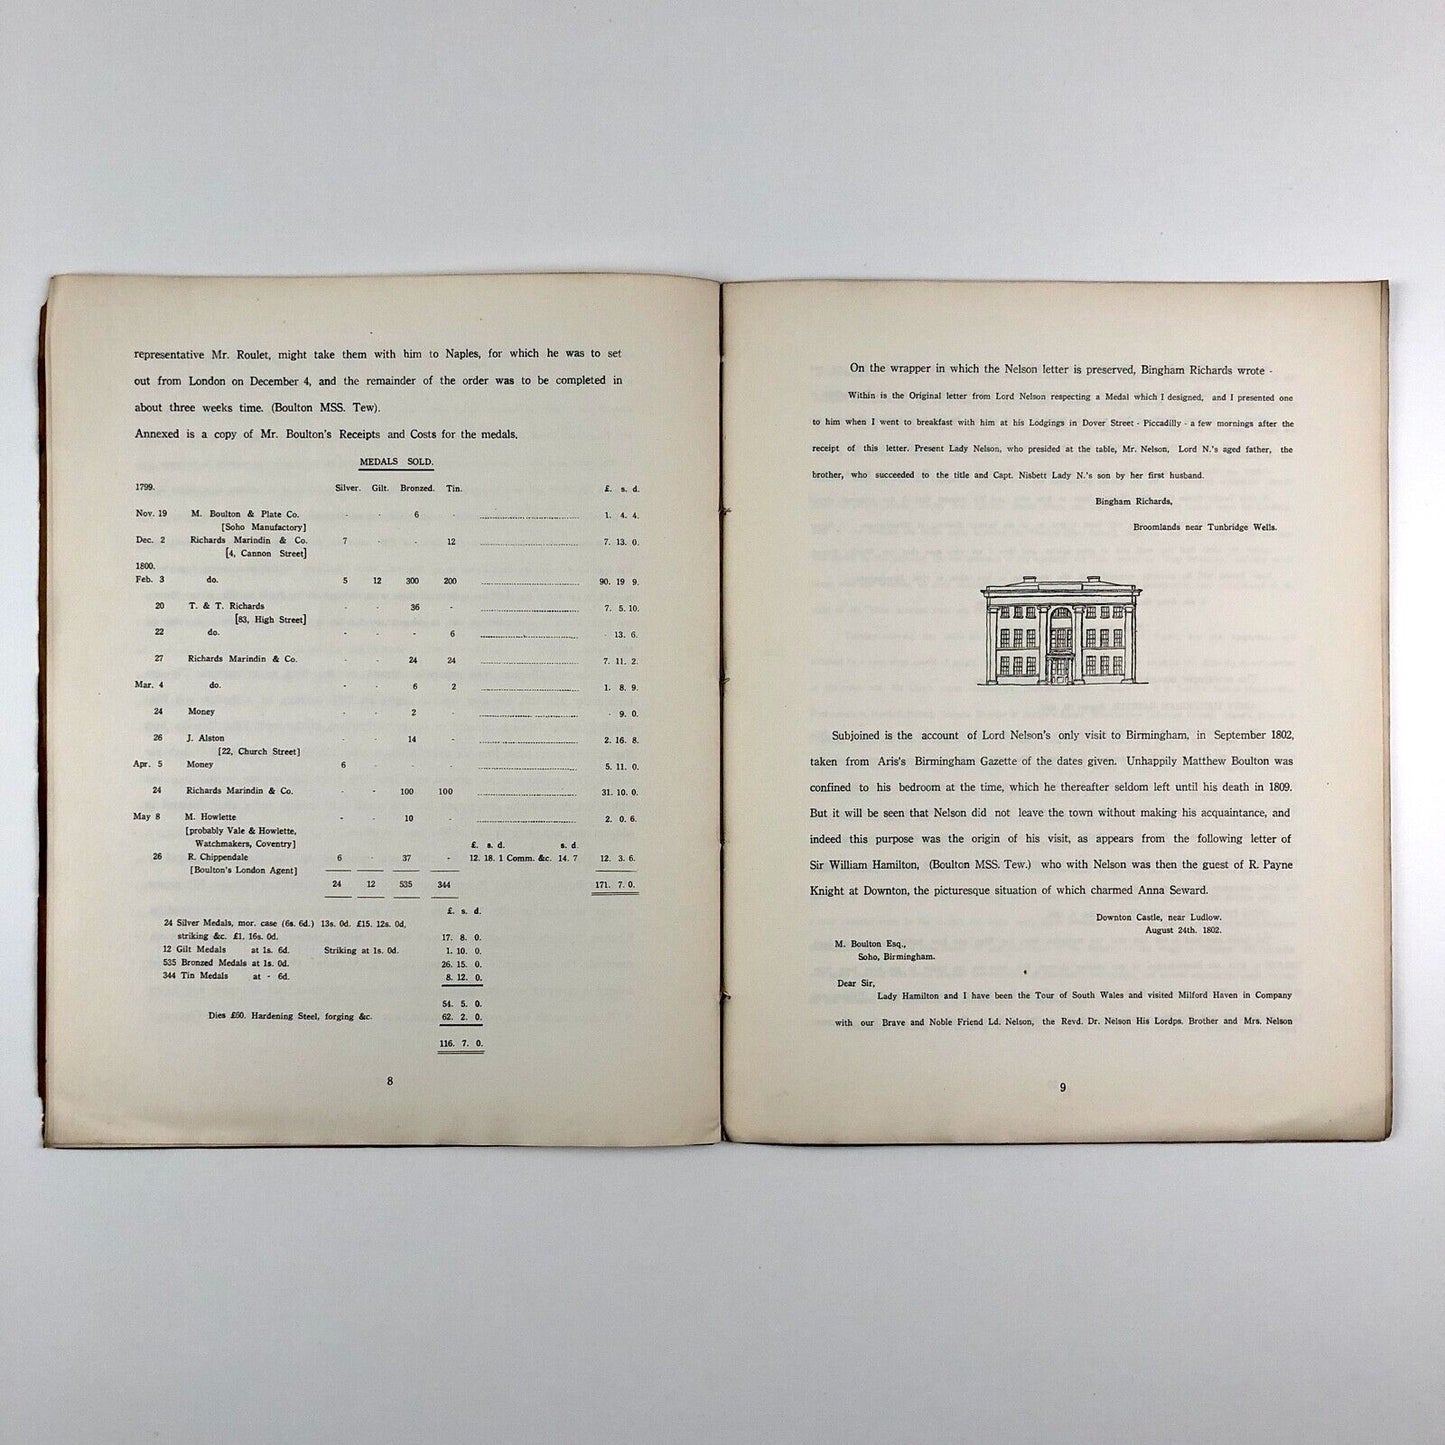 representative Mr. Roulet, might take them with him to Naples, for which he was to set
out from London on December 4, and the remainder of the order was to be completed in
about three weeks time. (Boulton MSS. Tew).
Annexed is a copy of Mr. Boulton's Receipts and Costs for the medals.
MEDALS SOLD.
1799. Silver. Gilt. Bronzed. Tin. £. s. d.
Nov. 19 M. Boulton & Plate Co. - - 6 - 1. 4. 4.
[Soho Manufactory]
Dec. 2 Richards Marindin & Co. 7 - - 12 7. 13. 0.
[4, Cannon Street]
1800.
Feb. 3 do. 5 12 300 200 90. 19 9.
20 T. & T. Richards - - 36 - 7. 5. 10.
[83, High Street]
22 do. - - - 6 - 13. 6.
27 Richards Marindin & Co. - 24 24 7. 11. 2.
Mar. 4 do. - - 6 2 1. 8. 9.
24 Money - - 2 - - 9. 0.
26 J. Alston - - 14 - 2. 16. 8.
[22, Church Street]
Apr. 5 Money 6 - - - 5. 11. 0.
24 Richards Marindin & Co. - - 100 100 31. 10. 0.
May 8 M. Howlette - - 10 - 2. 0. 6.
[probably Vale & Howlette,
Watchmakers, Coventry] £. s. d. s. d.
26 R. Chippendale 6 - 37 - 12. 18. 1 Comm. &c. 14. 7 12. 3. 6.
[Boulton's London Agent]
24 12 535 344 171. 7. 0.
£. s. d.
24 Silver Medals, mor. case (6s. 6d.) 13s. 0d. £15. 12s. 0d,
striking &c. £1. 16s. 0d. 17. 8. 0.
12 Gilt Medals at 1s. 6d. Striking at 1s. 0d. 1. 10. 0.
535 Bronzed Medals at 1s. 0d. 26. 15. 0.
344 Tin Medals at - 6d. 8. 12. 0.
54. 5. 0.
Dies £60. Hardening Steel, forging &c. 62. 2. 0.
116. 7. 0.
8
On the wrapper in which the Nelson letter is preserved, Bingham Richards wrote -
Within is the Original letter from Lord Nelson respecting a Medal which I designed, and I presented one
to him when I went to breakfast with him at his Lodgings in Dover Street - Piccadilly - a few mornings after the
receipt of this letter. Present Lady Nelson, who presided at the table, Mr. Nelson, Lord N.'s aged father, the
brother, who succeeded to the title and Capt. Nisbett Lady N.'s son by her first husband.
Bingham Richards,
Broomlands near Tunbridge Wells.
Subjoined is the account of Lord Nelson's only visit to Birmingham, in September 1802,
taken from Aris's Birmingham Gazette of the dates given. Unhappily Matthew Boulton was
confined to his bedroom at the time, which he thereafter seldom left until his death in 1809.
But it will be seen that Nelson did not leave the town without making his acquaintance, and
indeed this purpose was the origin of his visit, as appears from the following letter of
Sir William Hamilton, (Boulton MSS. Tew.) who with Nelson was then the guest of R. Payne
Knight at Downton, the picturesque situation of which charmed Anna Seward.
Downton Castle, near Ludlow.
August 24th. 1802.
M. Boulton Esq.,
Soho, Birmingham.
Dear Sir,
Lady Hamilton and I have been the Tour of South Wales and visited Milford Haven in Company
with our Brave and Noble Friend Ld. Nelson, the Revd. Dr. Nelson His Lordps. Brother and Mrs. Nelson
9